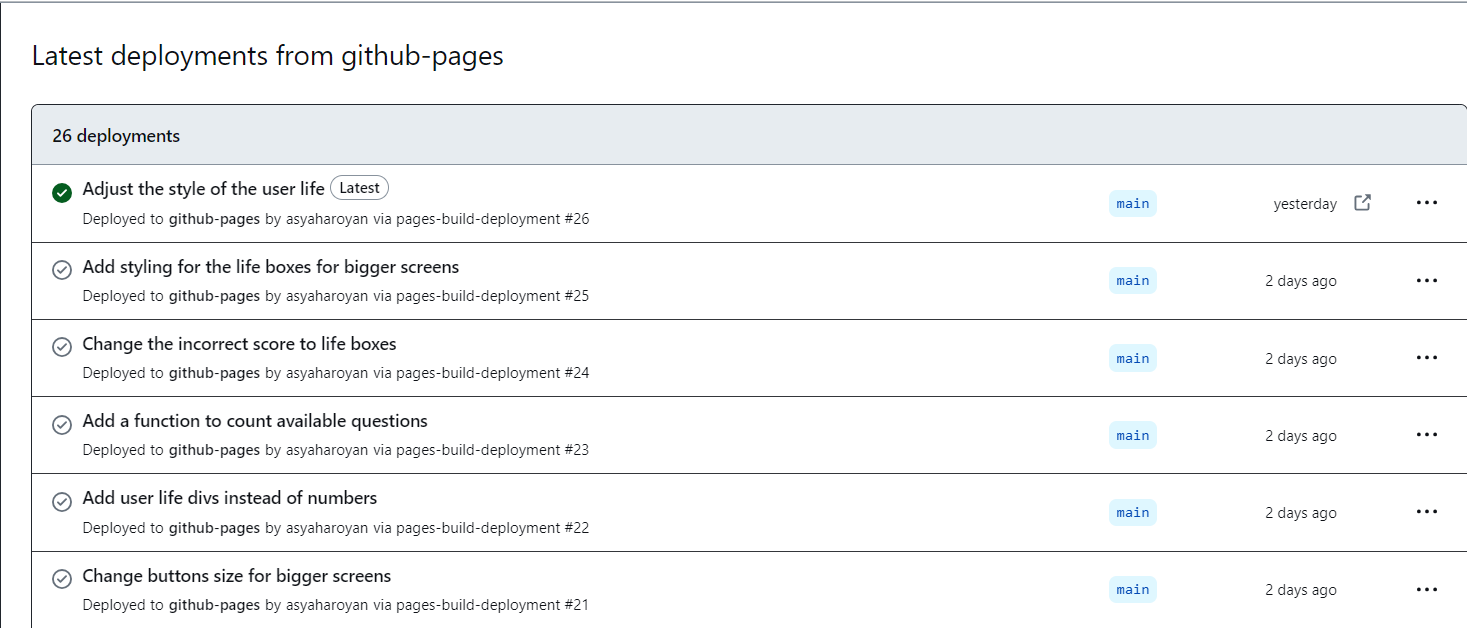 Latest deployments from github-pages
26 deployments
Adjust the style of the user life Latest
Deployed to github-pages by asyaharoyan via pages-build-deployment #26
main
yesterday
Add styling for the life boxes for bigger screens
Deployed to github-pages by asyaharoyan via pages-build-deployment #25
main
2 days ago
Change the incorrect score to life boxes
Deployed to github-pages by asyaharoyan via pages-build-deployment #24
main
2 days ago
Add a function to count available questions
Deployed to github-pages by asyaharoyan via pages-build-deployment #23
main
2 days ago
Add user life divs instead of numbers
Deployed to github-pages by asyaharoyan via pages-build-deployment #22
main
2 days ago
Change buttons size for bigger screens
Deployed to github-pages by asyaharoyan via pages-build-deployment #21
main
2 days ago